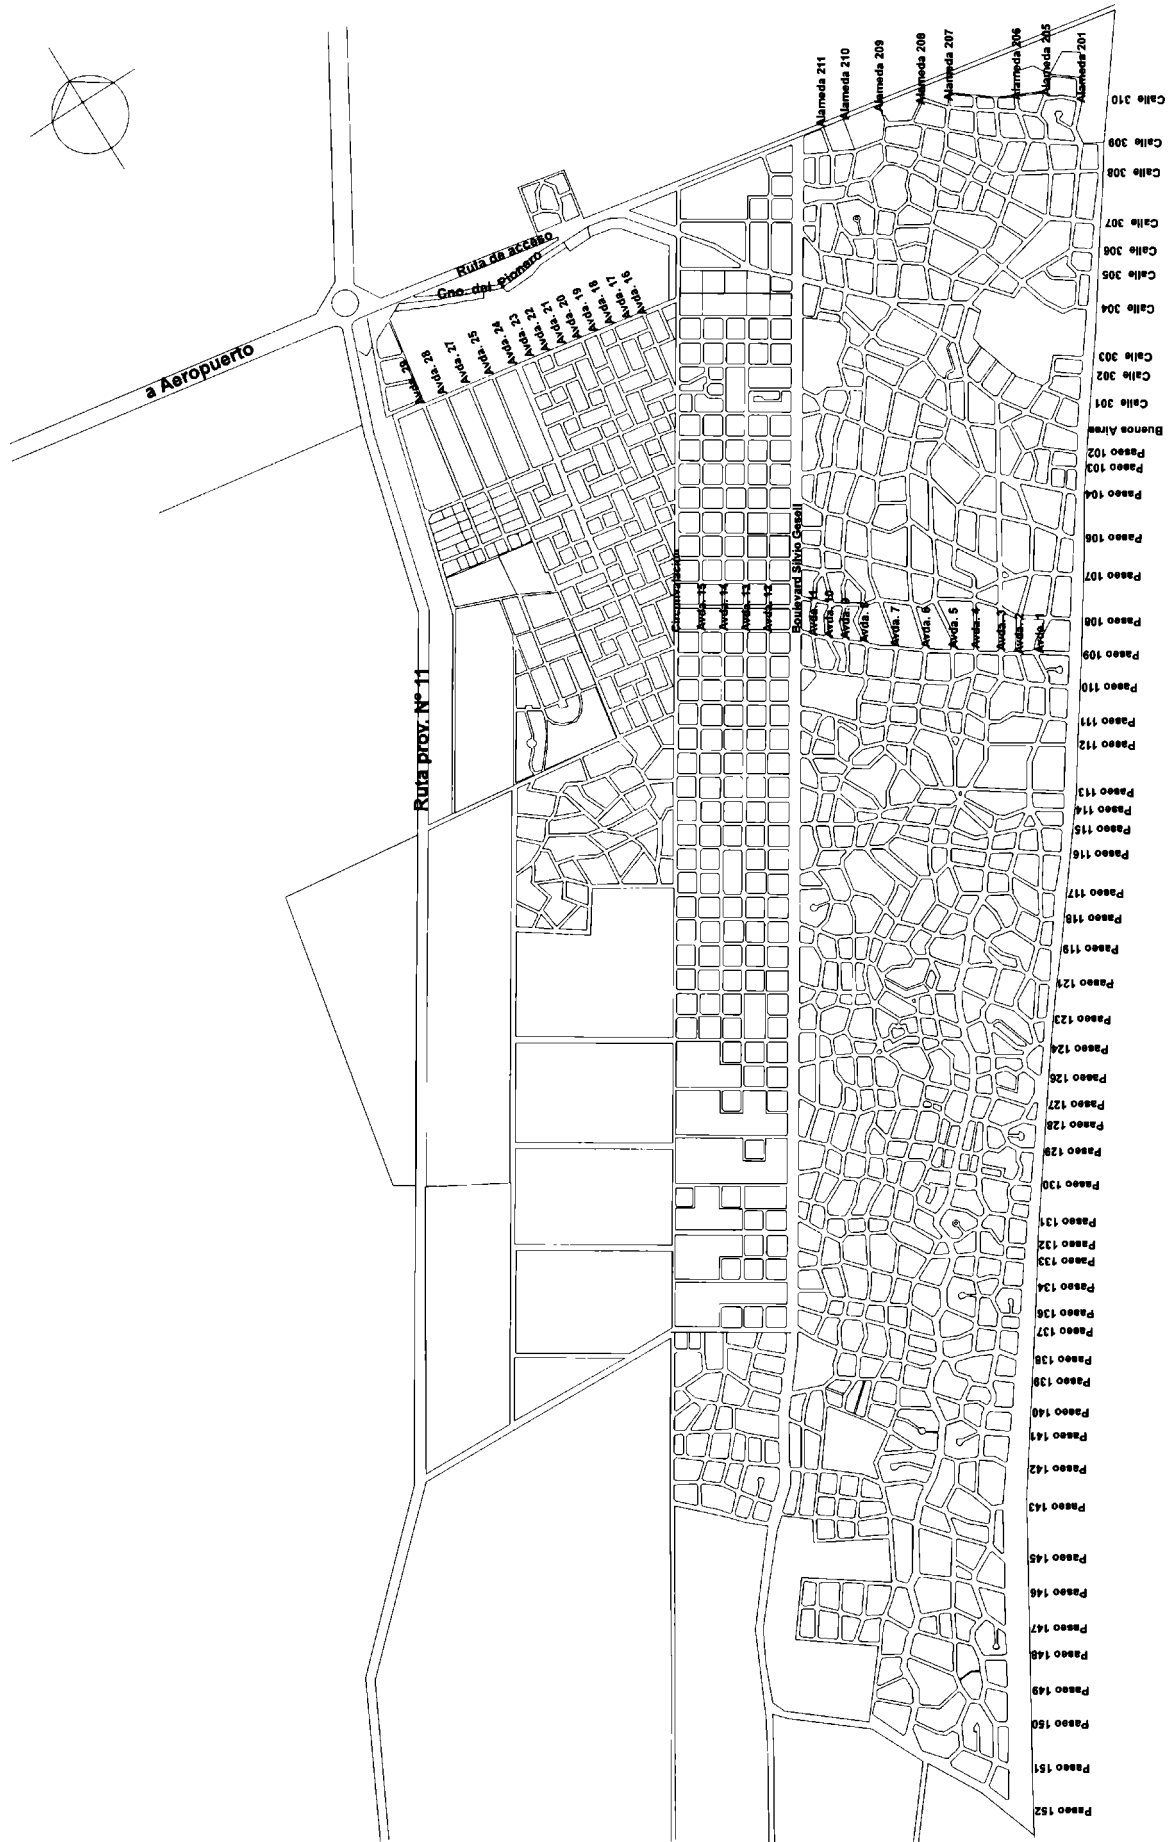 Alameda 211
Alameda 210
Alameda 209
Alameda 208
Alameda 207
Alameda 206
Alameda 205
Alameda 201
Calle 310
Calle 309
Calle 308
Calle 307
Calle 306
Calle 305
Calle 304
Calle 303
Calle 302
Calle 301
Buenos Aires
Paseo 102
Paseo 103
Paseo 104
Paseo 106
Paseo 107
Paseo 108
Paseo 109
Paseo 110
Paseo 111
Paseo 112
Paseo 113
Paseo 114
Paseo 115
Paseo 116
Paseo 117
Paseo 118
Paseo 119
Paseo 121
Paseo 123
Paseo 124
Paseo 126
Paseo 127
Paseo 128
Paseo 129
Paseo 130
Paseo 131
Paseo 132
Paseo 133
Paseo 134
Paseo 136
Paseo 137
Paseo 138
Paseo 139
Paseo 140
Paseo 141
Paseo 142
Paseo 143
Paseo 145
Paseo 146
Paseo 147
Paseo 148
Paseo 149
Paseo 150
Paseo 151
Paseo 152
Ruta de acceso
Cno. del Pionero
a Aeropuerto
Avda. 29
Avda. 28
Avda. 27
Avda. 25
Avda. 24
Avda. 23
Avda. 22
Avda. 21
Avda. 20
Avda. 19
Avda. 18
Avda. 17
Avda. 16
Ruta prov. Nº 11
Circunvalación
Avda. 15
Avda. 14
Avda. 13
Avda. 12
Boulevard Silvio Gesell
Avda. 11
Avda. 10
Avda. 9
Avda. 8
Avda. 7
Avda. 6
Avda. 5
Avda. 4
Avda. 3
Avda. 2
Avda. 1